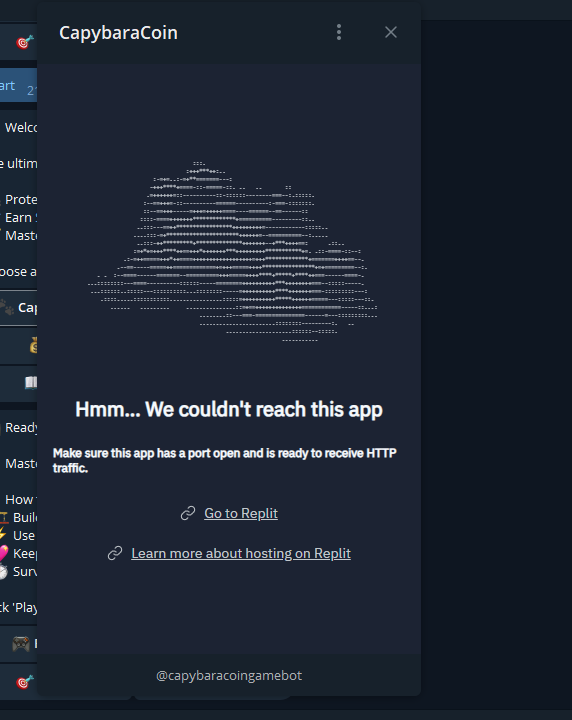 CapybaraCoin
art
2
Welco
e ultim
Prote
Earn S
Maste
oose a
Cap
Ready
Maste
How
Buil
Use
Keep
Surv
ck 'Play
Hmm... We couldn't reach this app
Make sure this app has a port open and is ready to receive HTTP
traffic.
Go to Replit
Learn more about hosting on Replit
@capybaracoingamebot